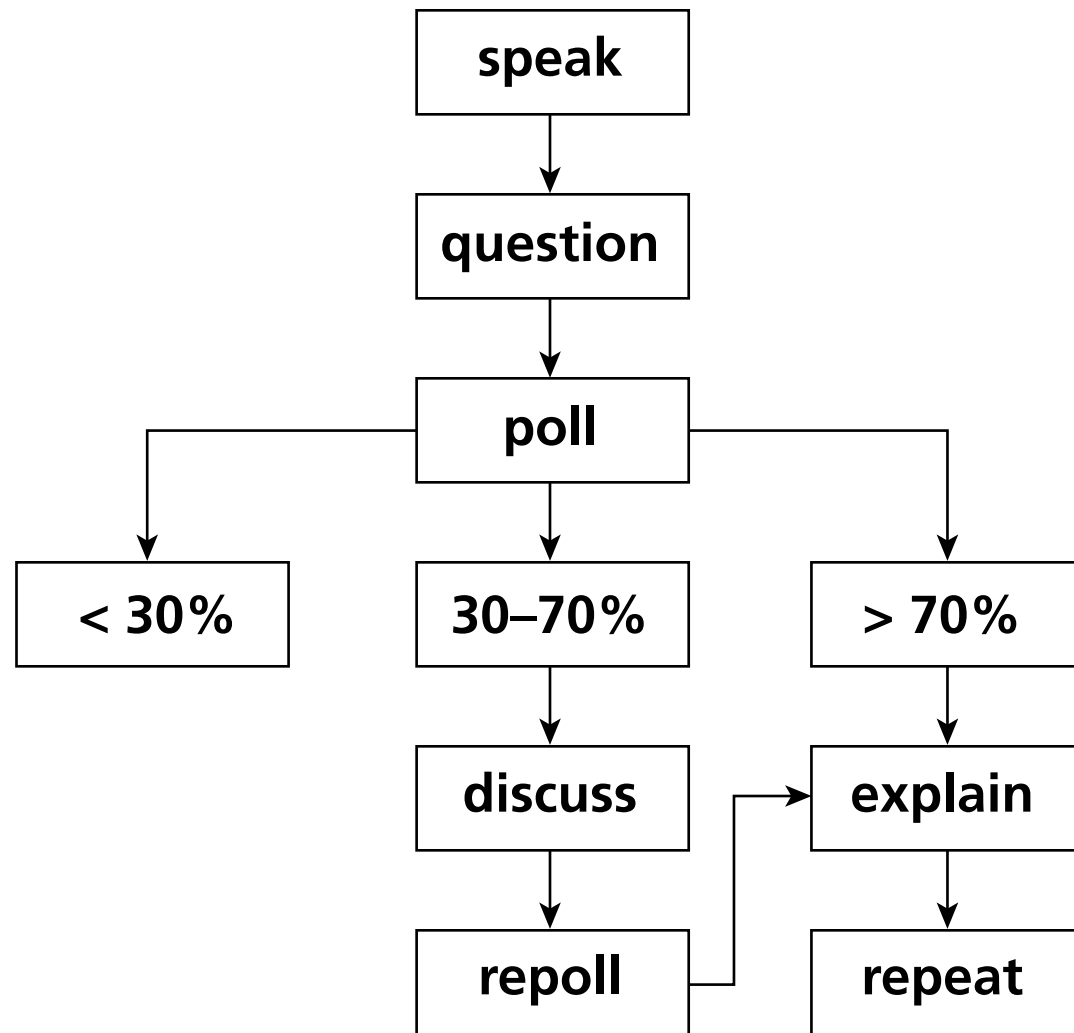 speak
question
poll
< 30%
30–70%
> 70%
discuss
explain
repoll
repeat